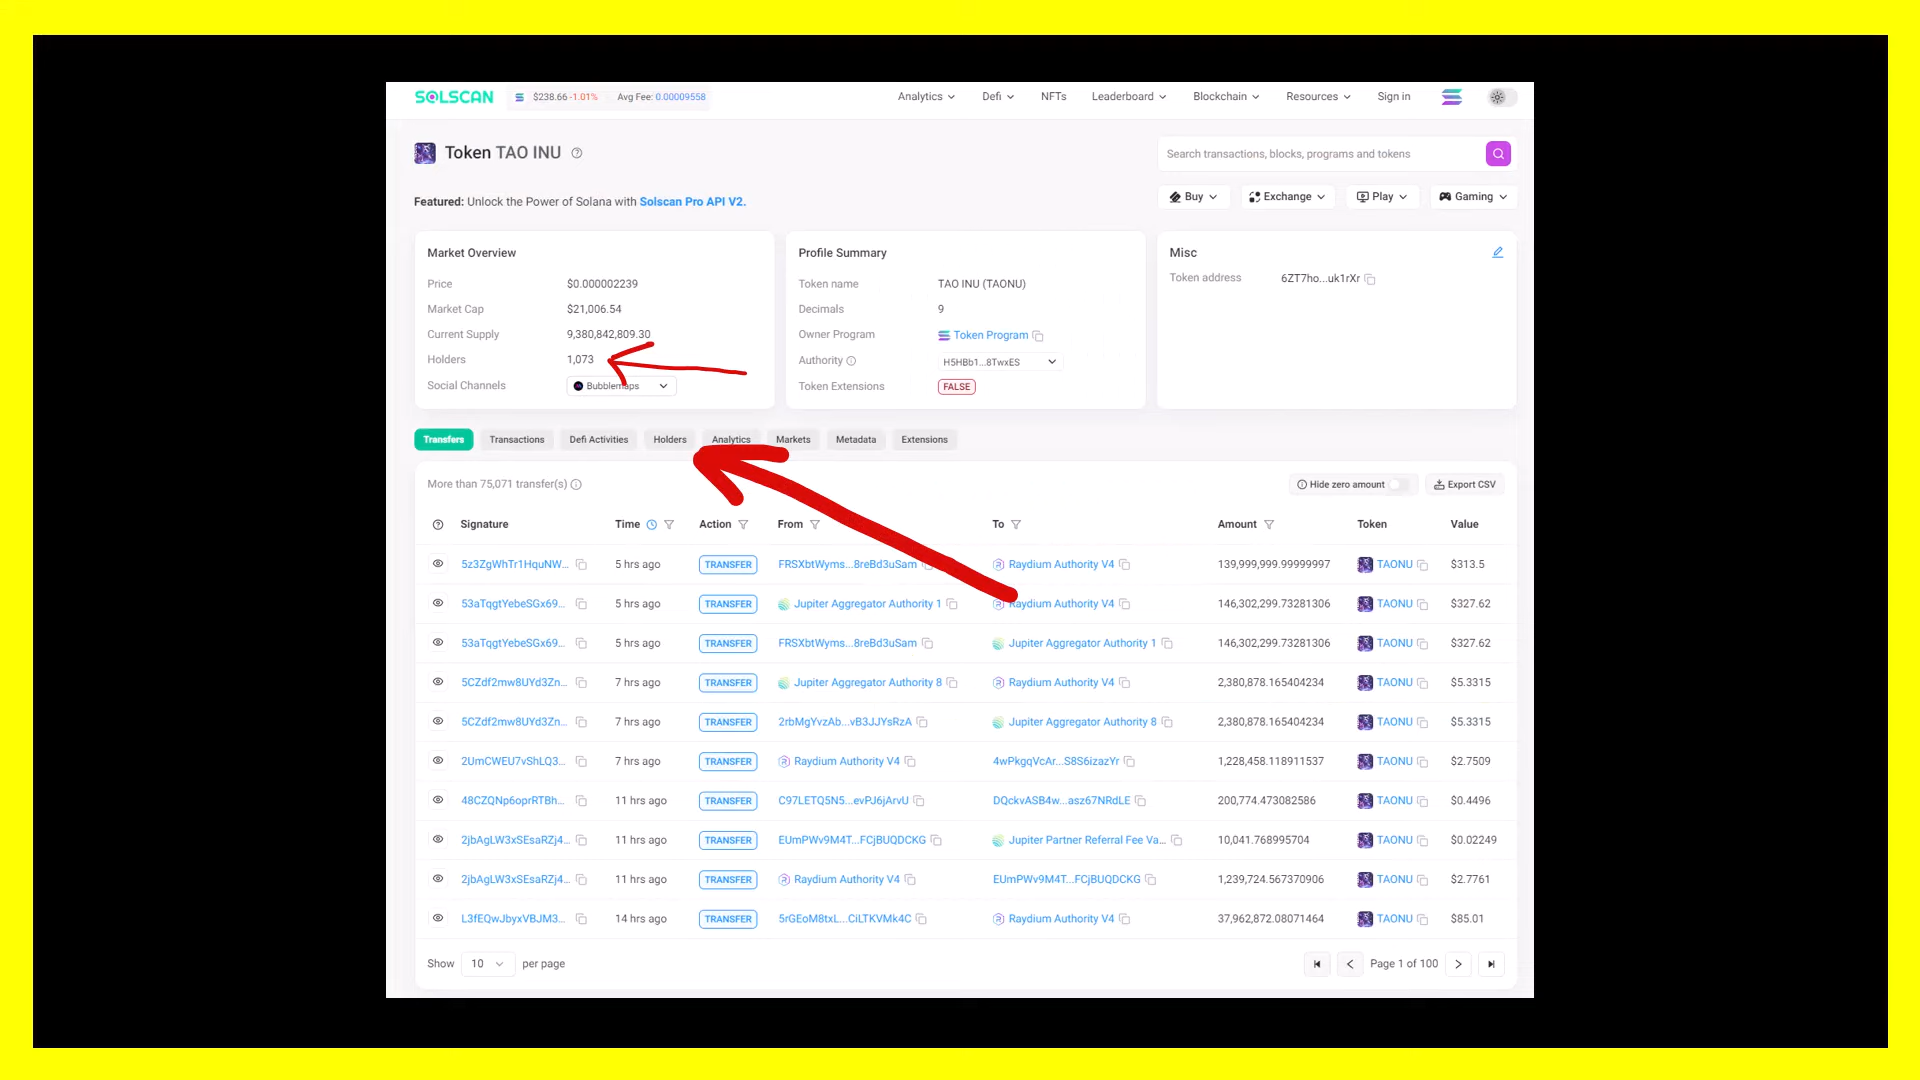 SOLSCAN $238.66 -1.01% Avg Fee: 0.00009558 Analytics Defi NFTs Leaderboard Blockchain Resources Sign in
Token TAO INU
Search transactions, blocks, programs and tokens
Featured: Unlock the Power of Solana with Solscan Pro API V2.
Buy Exchange Play Gaming
Market Overview
Price $0.000002239
Market Cap $21,006.54
Current Supply 9,380,842,809.30
Holders 1,073
Social Channels Bubblemaps
Profile Summary
Token name TAO INU (TAONU)
Decimals 9
Owner Program Token Program
Authority H5HBb1...8TwxES
Token Extensions FALSE
Misc
Token address 6ZT7ho...uk1rXr
Transfers Transactions Defi Activities Holders Analytics Markets Metadata Extensions
More than 75,071 transfer(s) Hide zero amount Export CSV
Signature Time Action From To Amount Token Value
5z3ZgWhTr1HquNW... 5 hrs ago TRANSFER FRSXbtWyms...8reBd3uSam Raydium Authority V4 139,999,999.99999997 TAONU $313.5
53aTqgtYebeSGx69... 5 hrs ago TRANSFER Jupiter Aggregator Authority 1 Raydium Authority V4 146,302,299.73281306 TAONU $327.62
53aTqgtYebeSGx69... 5 hrs ago TRANSFER FRSXbtWyms...8reBd3uSam Jupiter Aggregator Authority 1 146,302,299.73281306 TAONU $327.62
5CZdf2mw8UYd3Zn... 7 hrs ago TRANSFER Jupiter Aggregator Authority 8 Raydium Authority V4 2,380,878.165404234 TAONU $5.3315
5CZdf2mw8UYd3Zn... 7 hrs ago TRANSFER 2rbMgYvzAb...vB3JJYsRzA Jupiter Aggregator Authority 8 2,380,878.165404234 TAONU $5.3315
2UmCWEU7vShLQ3... 7 hrs ago TRANSFER Raydium Authority V4 4wPkgqVcAr...S8S6izazYr 1,228,458.118911537 TAONU $2.7509
48CZQNp6oprRTBh... 11 hrs ago TRANSFER C97LETQ5N5...evPJ6jArvU DQckvASB4w...asz67NRdLE 200,774.473082586 TAONU $0.4496
2jbAgLW3xSEsaRZj4... 11 hrs ago TRANSFER EUmPWv9M4T...FCjBUQDCKG Jupiter Partner Referral Fee Va... 10,041.768995704 TAONU $0.02249
2jbAgLW3xSEsaRZj4... 11 hrs ago TRANSFER Raydium Authority V4 EUmPWv9M4T...FCjBUQDCKG 1,239,724.567370906 TAONU $2.7761
L3fEQwJbyxVBJM3... 14 hrs ago TRANSFER 5rGEoM8txL...CiLTKVMk4C Raydium Authority V4 37,962,872.08071464 TAONU $85.01
Show 10 per page Page 1 of 100